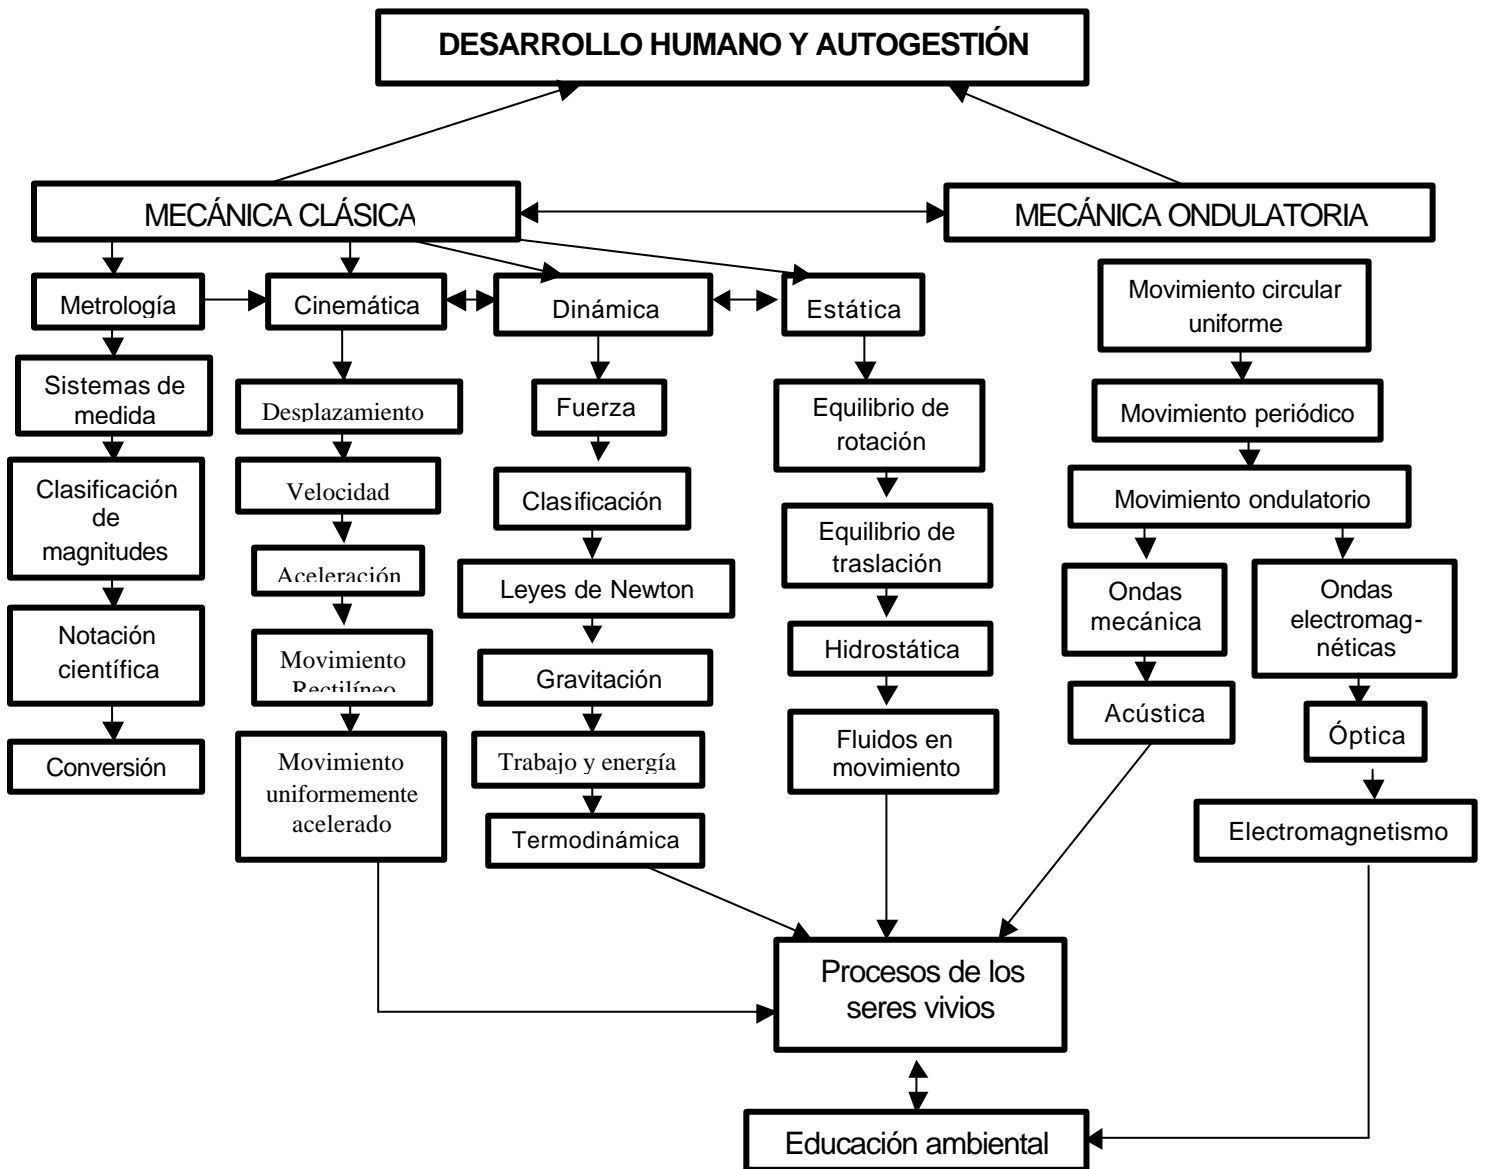 DESARROLLO HUMANO Y AUTOGESTIÓN
MECÁNICA CLÁSICA
MECÁNICA ONDULATORIA
Metrología
Cinemática
Dinámica
Estática
Movimiento circular
uniforme
Sistemas de
medida
Desplazamiento
Fuerza
Equilibrio de
rotación
Movimiento periódico
Clasificación
de
magnitudes
Velocidad
Clasificación
Equilibrio de
traslación
Movimiento ondulatorio
Aceleración
Leyes de Newton
Ondas
mecánica
Ondas
electromag-
néticas
Notación
científica
Movimiento
Rectilíneo
Gravitación
Hidrostática
Acústica
Óptica
Conversión
Movimiento
uniformemente
acelerado
Trabajo y energía
Fluidos en
movimiento
Termodinámica
Electromagnetismo
Procesos de los
seres vivios
Educación ambiental